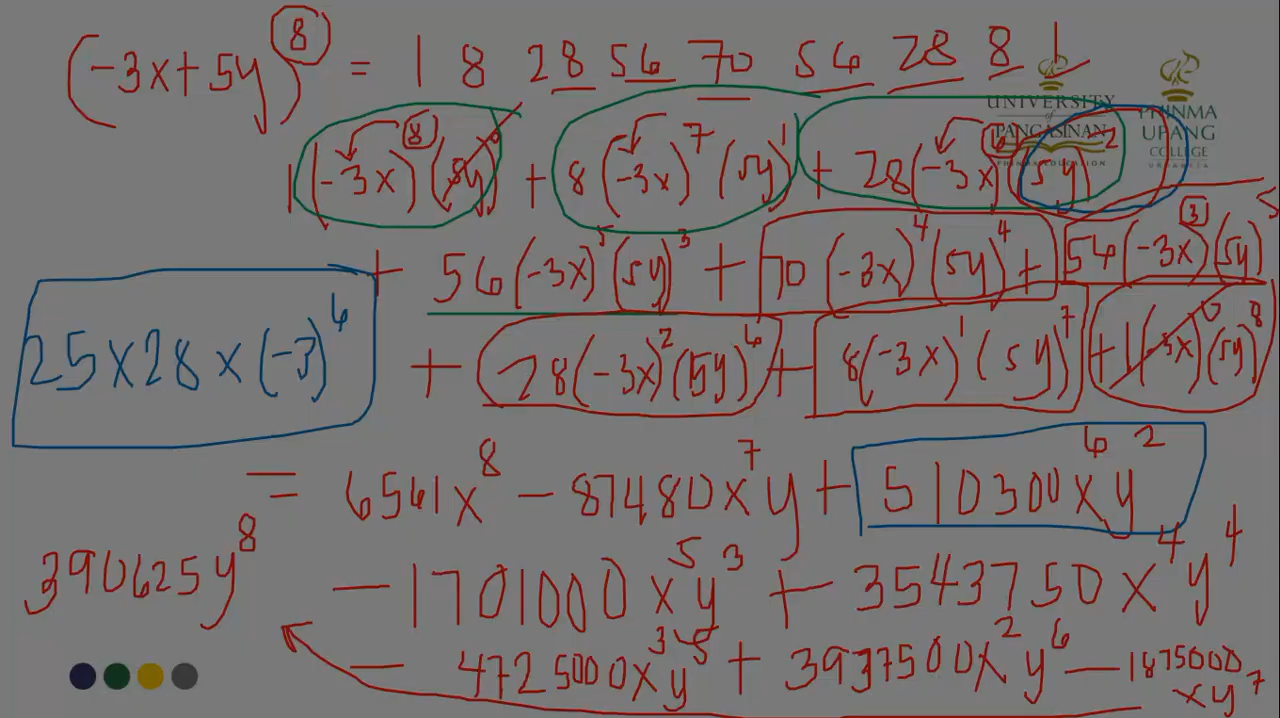 (-3x+5y)^8 = 1 8 28 56 70 56 28 8 1
UNIVERSITY OF PANGASINAN
PHINMA EDUCATION
PHINMA UPANG COLLEGE URDANETA
1(-3x)^8(5y)^0 + 8(-3x)^7(5y)^1 + 28(-3x)^6(5y)^2
+ 56(-3x)^5(5y)^3 + 70(-3x)^4(5y)^4 + 56(-3x)^3(5y)^5
25x28x(-3)^6
+ 28(-3x)^2(5y)^6 + 8(-3x)^1(5y)^7 + 1(-3x)^0(5y)^8
= 6561x^8 - 87480x^7y + 510300x^6y^2
- 1701000x^5y^3 + 3543750x^4y^4
- 4725000x^3y^5 + 3937500x^2y^6 - 1875000xy^7
390625y^8